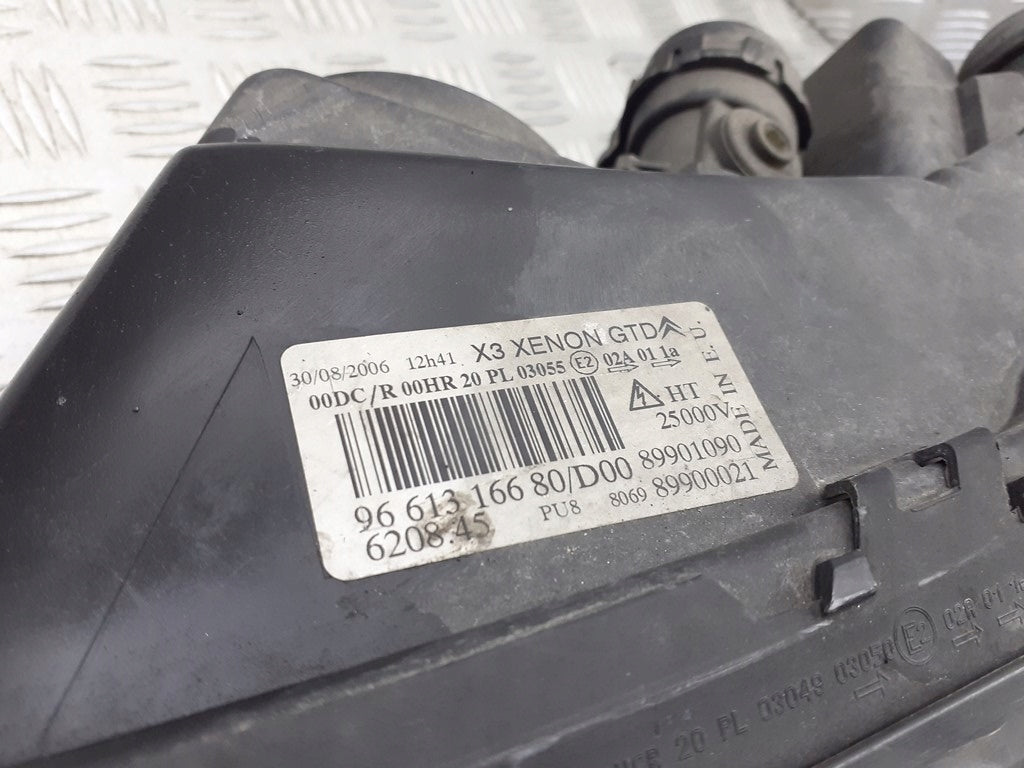 30/08/2006 12h41 X3 XENON GTD
00DC/R 00HR 20 PL 03055 E2 02A 01 1a
HT
25000V
MADE IN E.U.
96 613 166 80/D00 89901090
6208.45 PU8 8069 89900021
HCR 20 PL 03049 03050 E2 02A 01